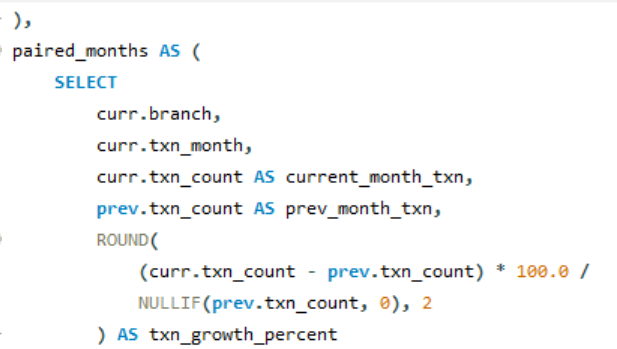 ),
paired_months AS (
SELECT
curr.branch,
curr.txn_month,
curr.txn_count AS current_month_txn,
prev.txn_count AS prev_month_txn,
ROUND(
(curr.txn_count - prev.txn_count) * 100.0 /
NULLIF(prev.txn_count, 0), 2
) AS txn_growth_percent